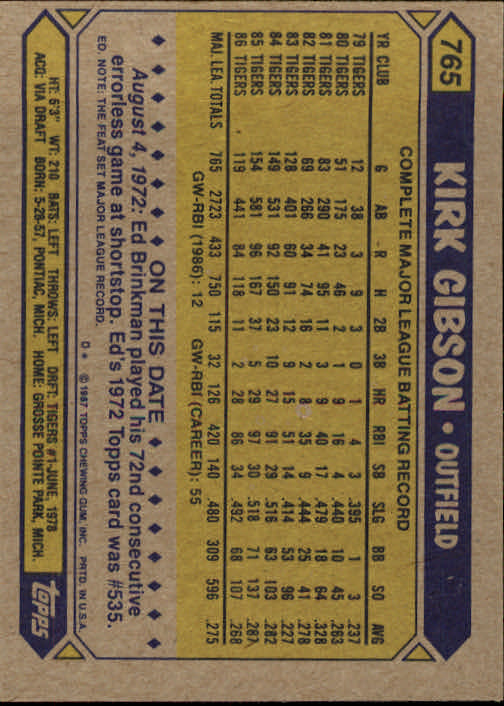 765
KIRK GIBSON • OUTFIELD
COMPLETE MAJOR LEAGUE BATTING RECORD
YR CLUB G AB R H 2B 3B HR RBI SB SLG BB SO AVG
79 TIGERS 12 38 3 9 3 0 1 4 3 .395 1 3 .237
80 TIGERS 51 175 23 46 2 1 9 16 4 .440 10 45 .263
81 TIGERS 83 290 41 95 11 3 9 40 17 .479 18 64 .328
82 TIGERS 69 266 34 74 16 2 8 35 9 .444 25 41 .278
83 TIGERS 128 401 60 91 12 9 15 51 14 .414 53 96 .227
84 TIGERS 149 531 92 150 23 10 27 91 29 .516 63 103 .282
85 TIGERS 154 581 96 167 37 5 29 97 30 .518 71 137 .287
86 TIGERS 119 441 84 118 11 2 28 86 34 .492 68 107 .268
MAJ. LEA. TOTALS 765 2723 433 750 115 32 126 420 140 .480 309 596 .275
GW-RBI (1986): 12 GW-RBI (CAREER): 55
ON THIS DATE
August 4, 1972: Ed Brinkman played his 72nd consecutive
errorless game at shortstop. Ed's 1972 Topps card was #535.
ED. NOTE: THE FEAT SET MAJOR LEAGUE RECORD.
D* © 1987 TOPPS CHEWING GUM, INC. PRTD. IN U.S.A.
HT: 6'3" WT: 210 BATS: LEFT THROWS: LEFT DRFT: TIGERS #1-JUNE, 1978
ACQ: VIA DRAFT BORN: 5-28-57, PONTIAC, MICH. HOME: GROSSE POINTE PARK, MICH.
TOPPS